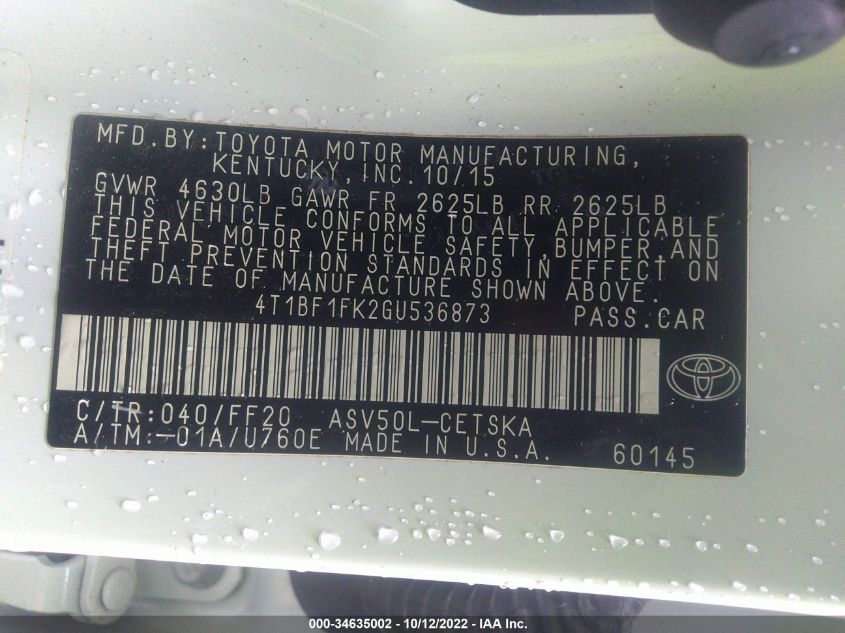 MFD.BY:TOYOTA MOTOR MANUFACTURING,
KENTUCKY,INC.10/15
GVWR 4630LB GAWR FR 2625LB RR 2625LB
THIS VEHICLE CONFORMS TO ALL APPLICABLE
FEDERAL MOTOR VEHICLE SAFETY,BUMPER,AND
THEFT PREVENTION STANDARDS IN EFFECT ON
THE DATE OF MANUFACTURE SHOWN ABOVE.
4T1BF1FK2GU536873 PASS.CAR
C/TR:040/FF20 ASV50L-CETSKA
A/TM:-01A/U760E MADE IN U.S.A. 60145
000-34635002 - 10/12/2022 - IAA Inc.